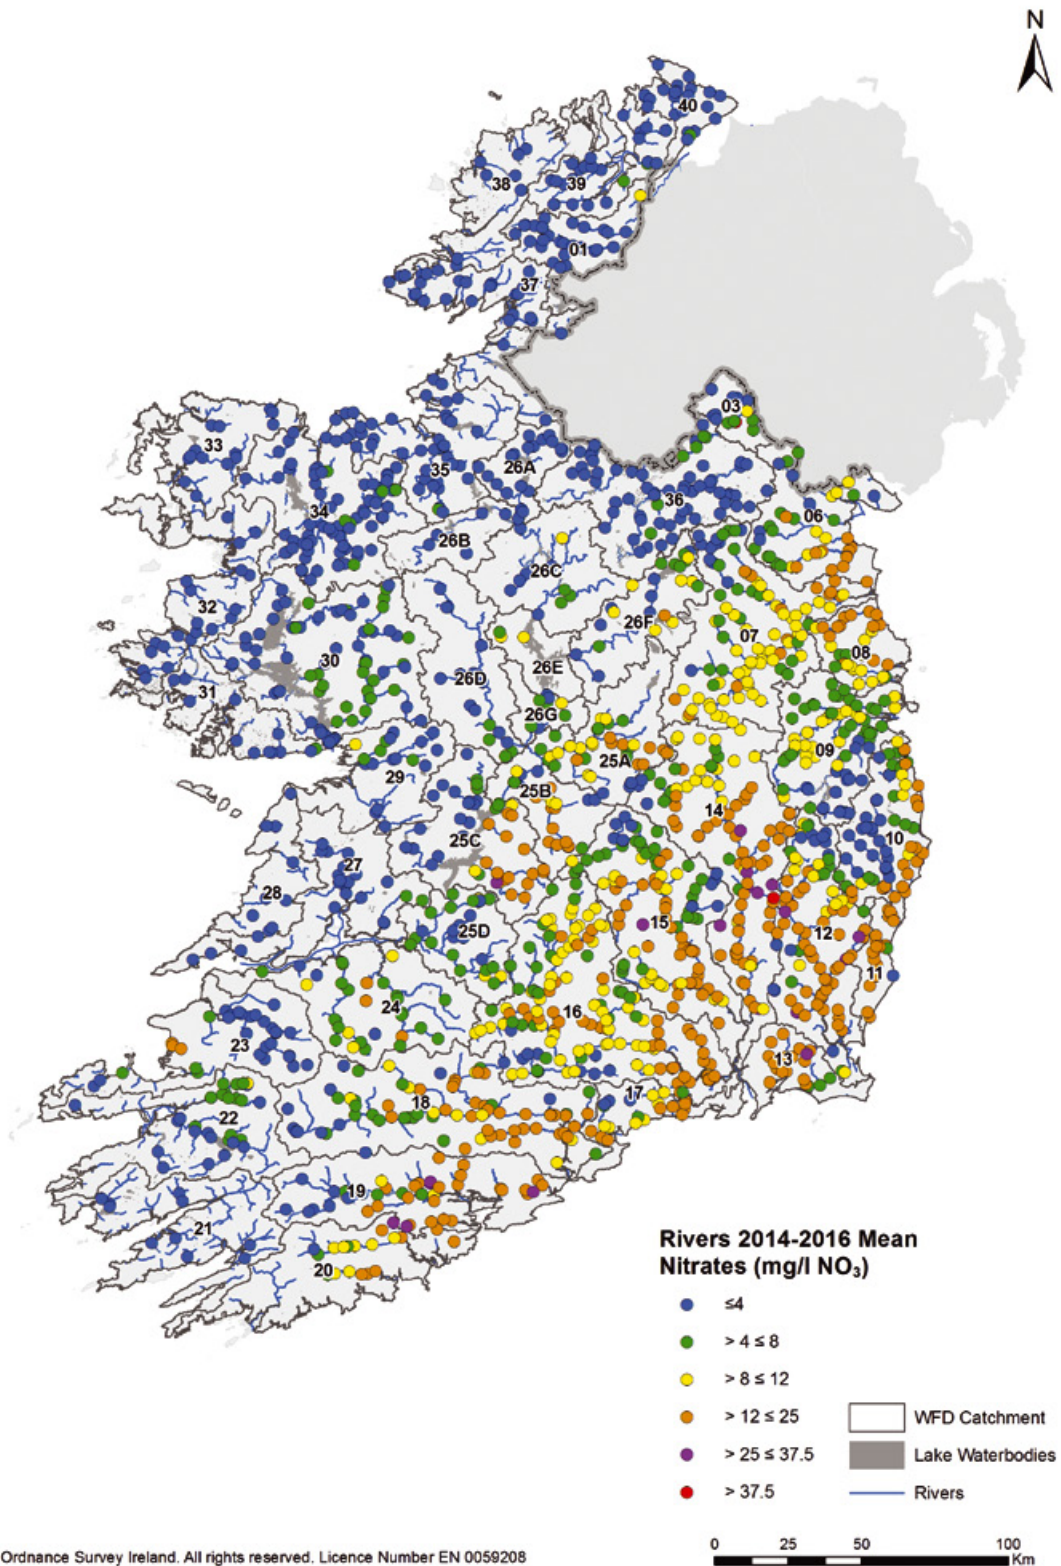 N
40
38
39
01
37
03
33
35
26A
36
34
06
26B
26C
32
26F
07
08
30
26E
31
26D
26G
09
25A
29
25B
14
25C
10
27
28
15
25D
12
11
24
16
23
13
17
18
22
19
21
20
Rivers 2014-2016 Mean
Nitrates (mg/l NO₃)
≤4
> 4 ≤ 8
> 8 ≤ 12
> 12 ≤ 25
WFD Catchment
> 25 ≤ 37.5
Lake Waterbodies
> 37.5
Rivers
Ordnance Survey Ireland. All rights reserved. Licence Number EN 0059208
0 25 50 100
Km